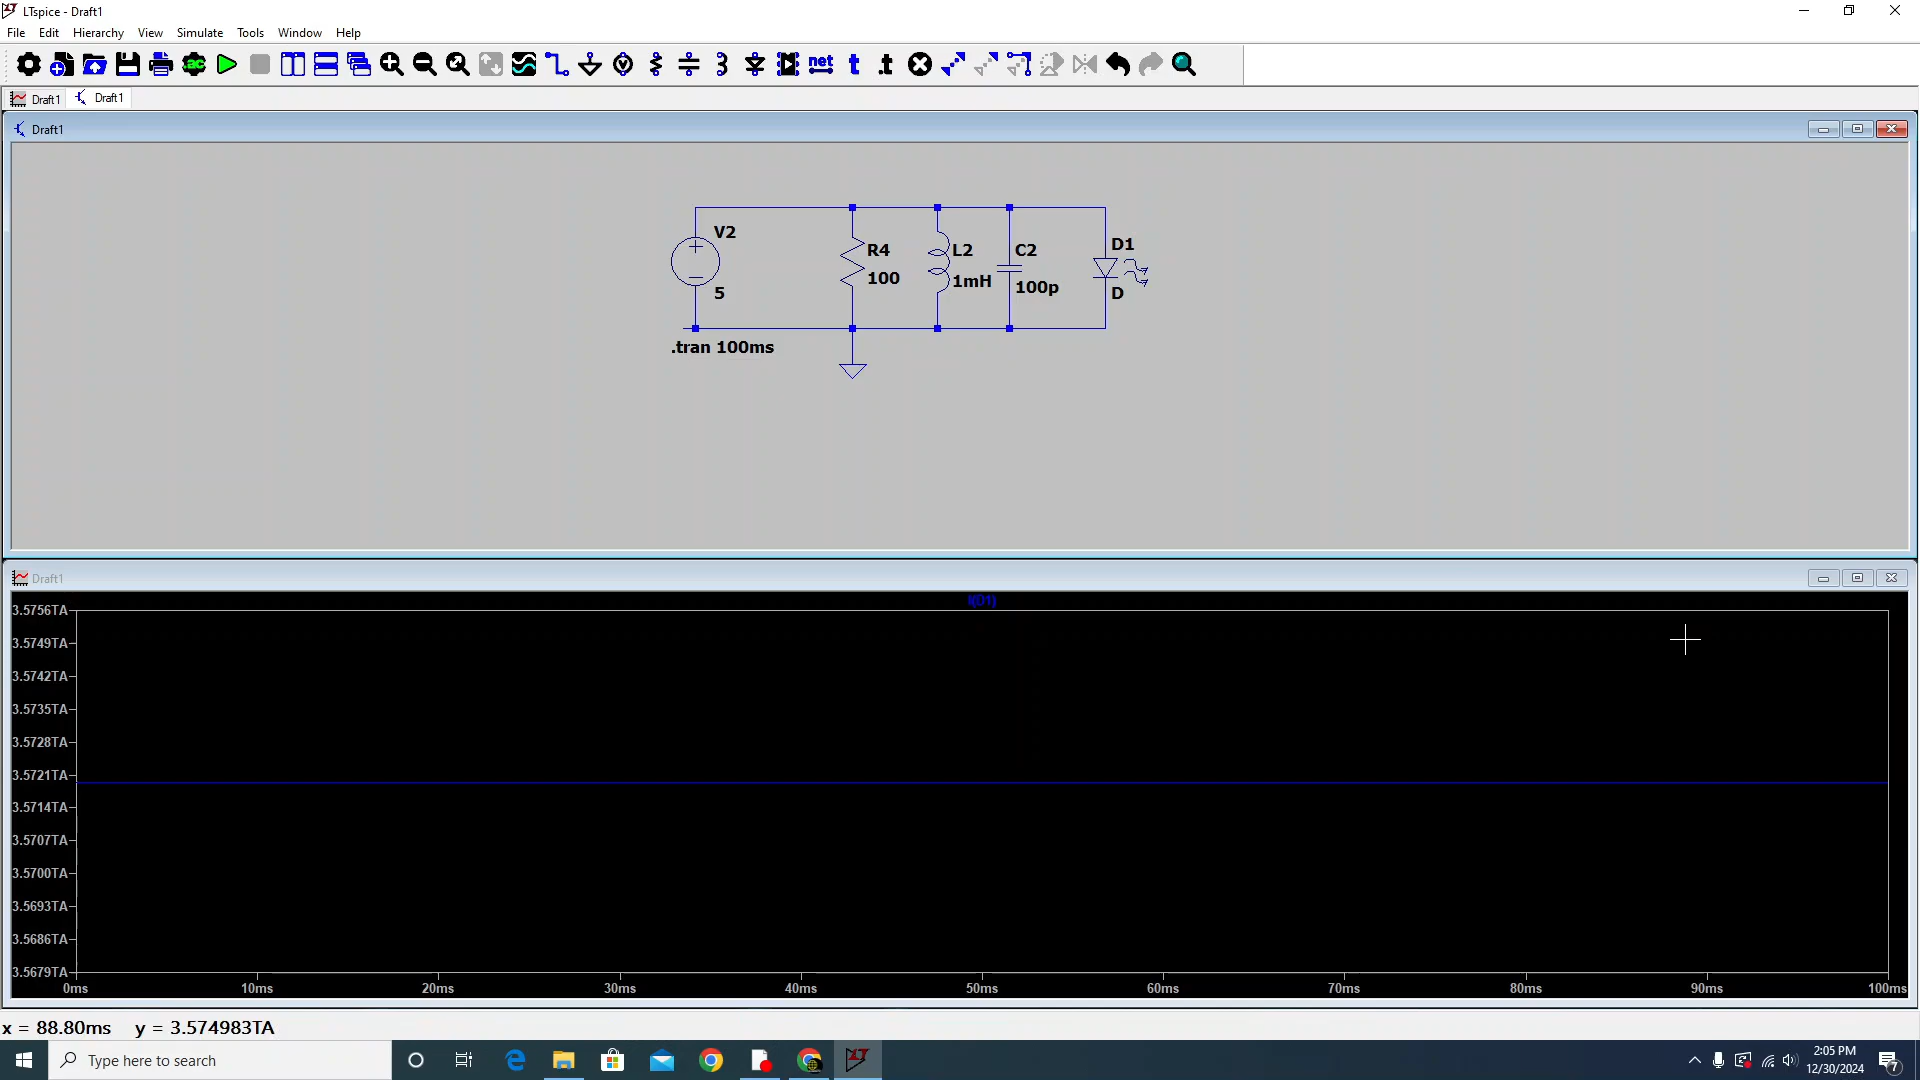 LTspice - Draft1
File Edit Hierarchy View Simulate Tools Window Help
ac net t .t
Draft1 Draft1
Draft1
V2
5
R4
100
L2
1mH
C2
100p
D1
D
.tran 100ms
Draft1
I(D1)
3.5756TA
3.5749TA
3.5742TA
3.5735TA
3.5728TA
3.5721TA
3.5714TA
3.5707TA
3.5700TA
3.5693TA
3.5686TA
3.5679TA
0ms 10ms 20ms 30ms 40ms 50ms 60ms 70ms 80ms 90ms 100ms
x = 88.80ms y = 3.574983TA
Type here to search
2:05 PM
12/30/2024
7